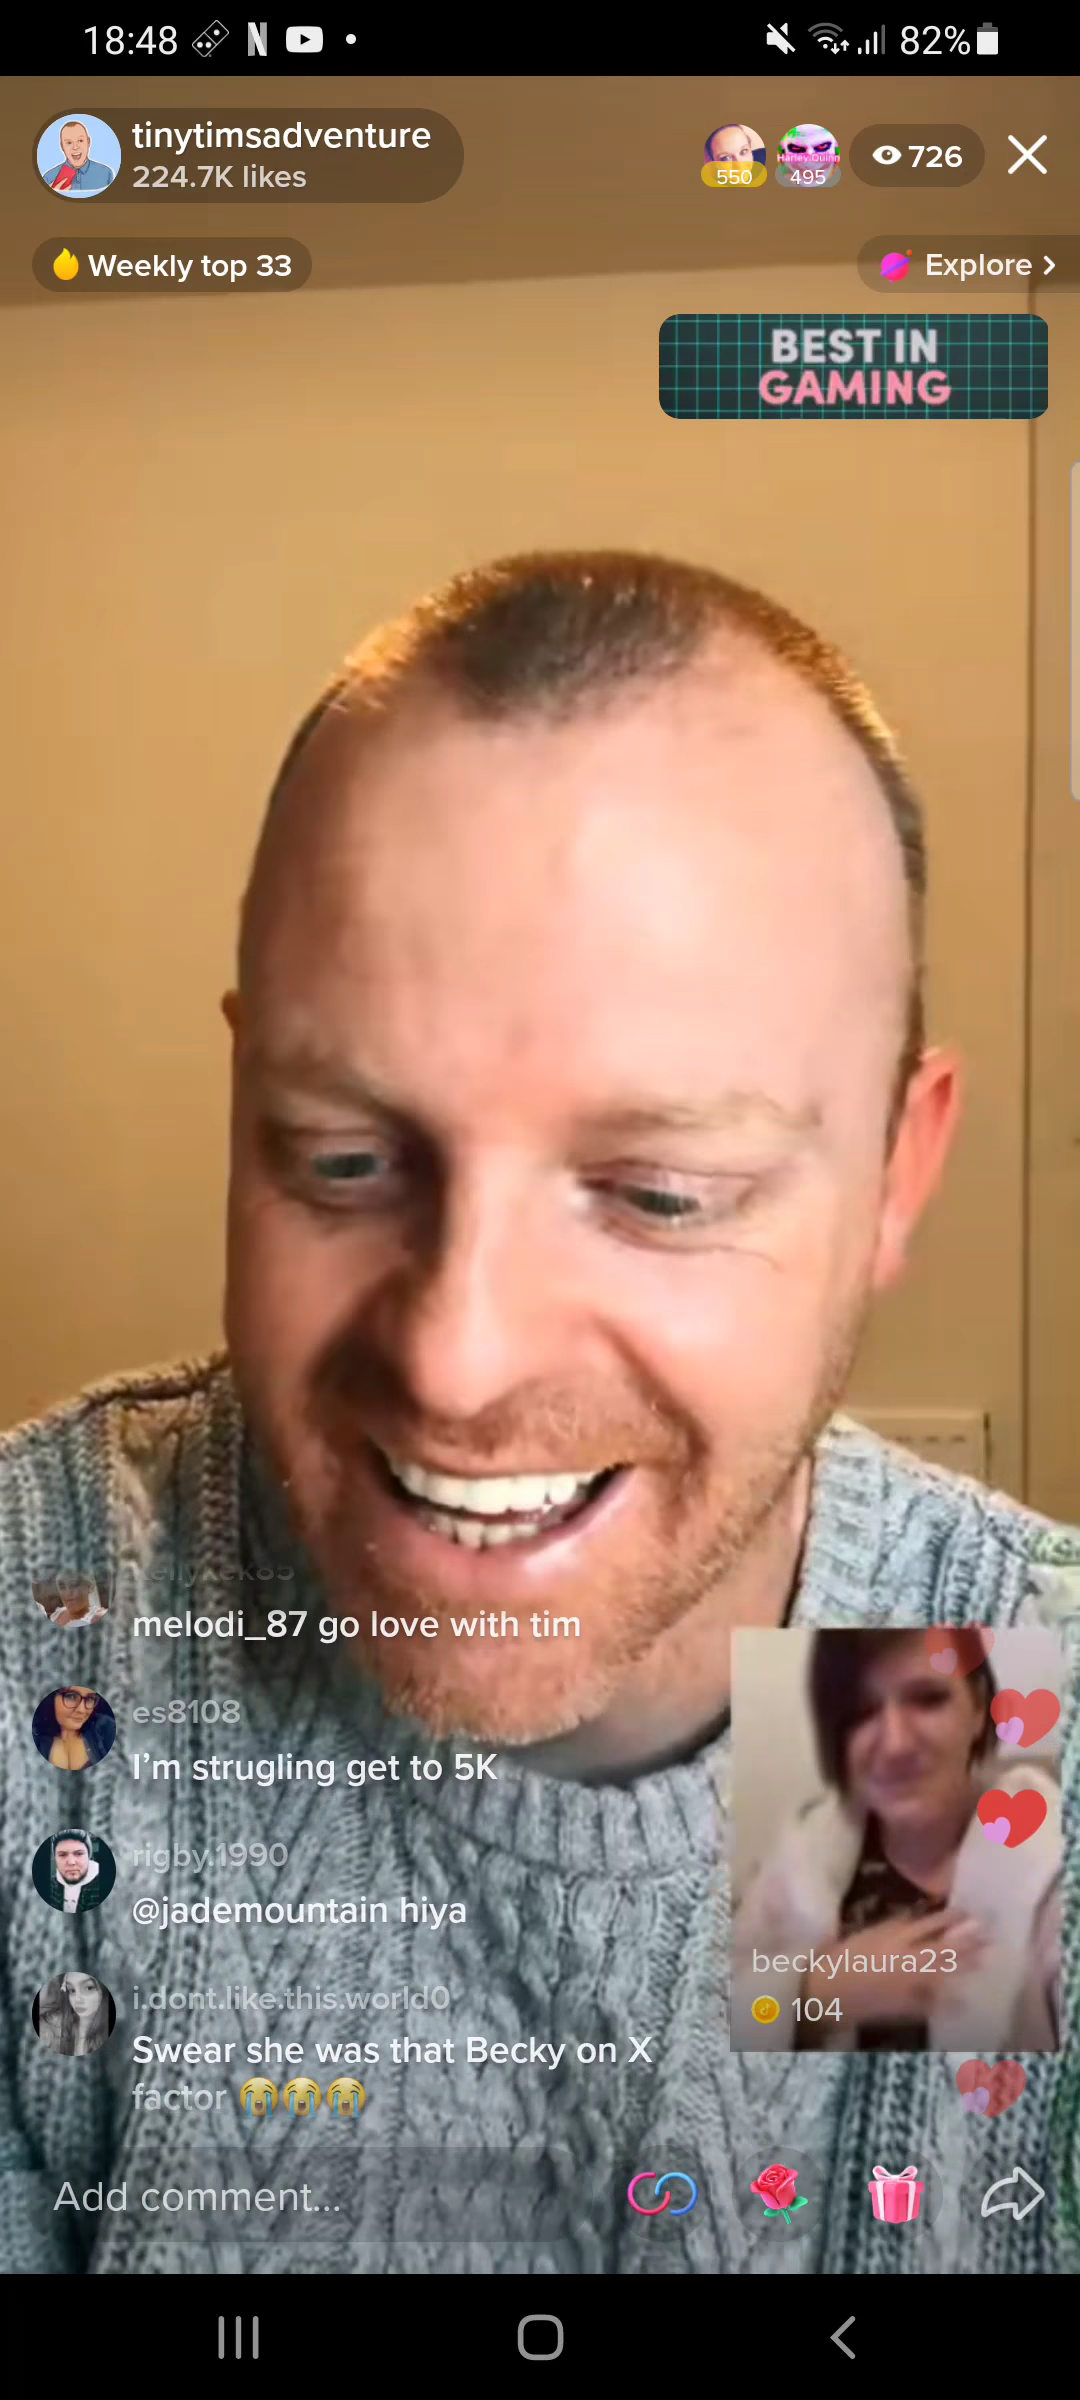 18:48
82%
tinytimsadventure
224.7K likes
550
495
726
Weekly top 33
Explore
BEST IN
GAMING
melodi_87 go love with tim
es8108
I'm strugling get to 5K
rigby.1990
@jademountain hiya
i.dont.like.this.world0
Swear she was that Becky on X
factor 😭😭😭
beckylaura23
104
Add comment...